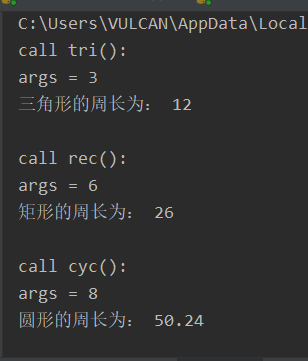 C:\Users\VULCAN\AppData\Local
call tri():
args = 3
三角形的周长为： 12
call rec():
args = 6
矩形的周长为： 26
call cyc():
args = 8
圆形的周长为： 50.24